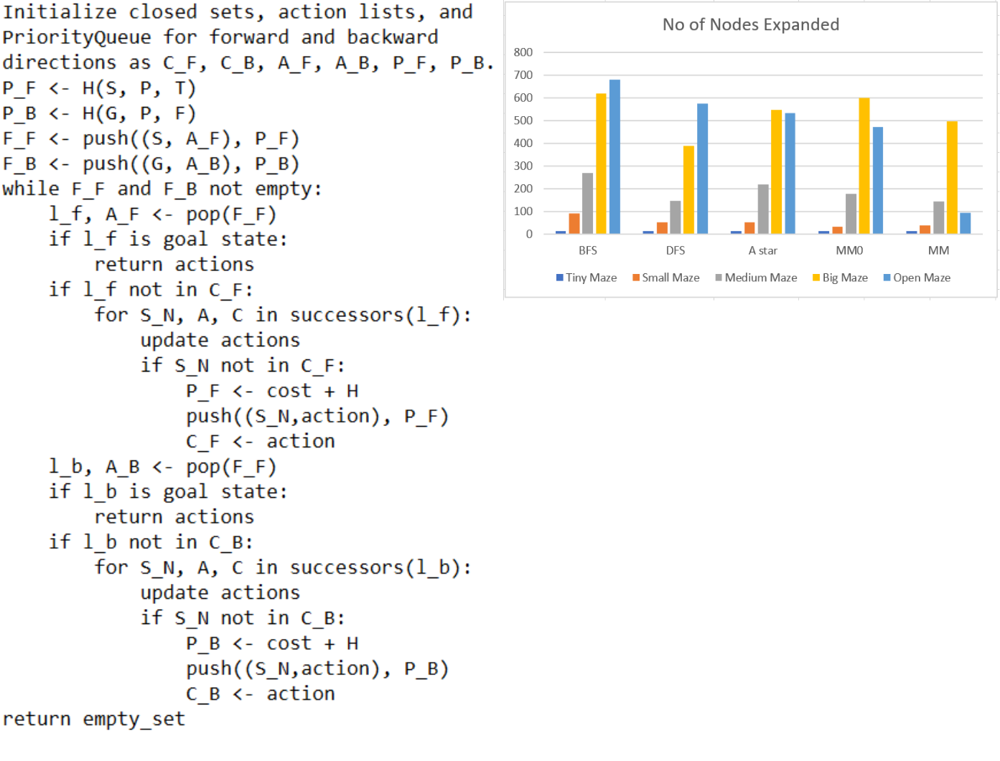 Initialize closed sets, action lists, and
PriorityQueue for forward and backward
directions as C_F, C_B, A_F, A_B, P_F, P_B.
P_F <- H(S, P, T)
P_B <- H(G, P, F)
F_F <- push((S, A_F), P_F)
F_B <- push((G, A_B), P_B)
while F_F and F_B not empty:
    l_f, A_F <- pop(F_F)
    if l_f is goal state:
        return actions
    if l_f not in C_F:
        for S_N, A, C in successors(l_f):
            update actions
            if S_N not in C_F:
                P_F <- cost + H
                push((S_N,action), P_F)
                C_F <- action
    l_b, A_B <- pop(F_F)
    if l_b is goal state:
        return actions
    if l_b not in C_B:
        for S_N, A, C in successors(l_b):
            update actions
            if S_N not in C_B:
                P_B <- cost + H
                push((S_N,action), P_B)
                C_B <- action
return empty_set
No of Nodes Expanded
800
700
600
500
400
300
200
100
0
BFS DFS A star MM0 MM
Tiny Maze Small Maze Medium Maze Big Maze Open Maze